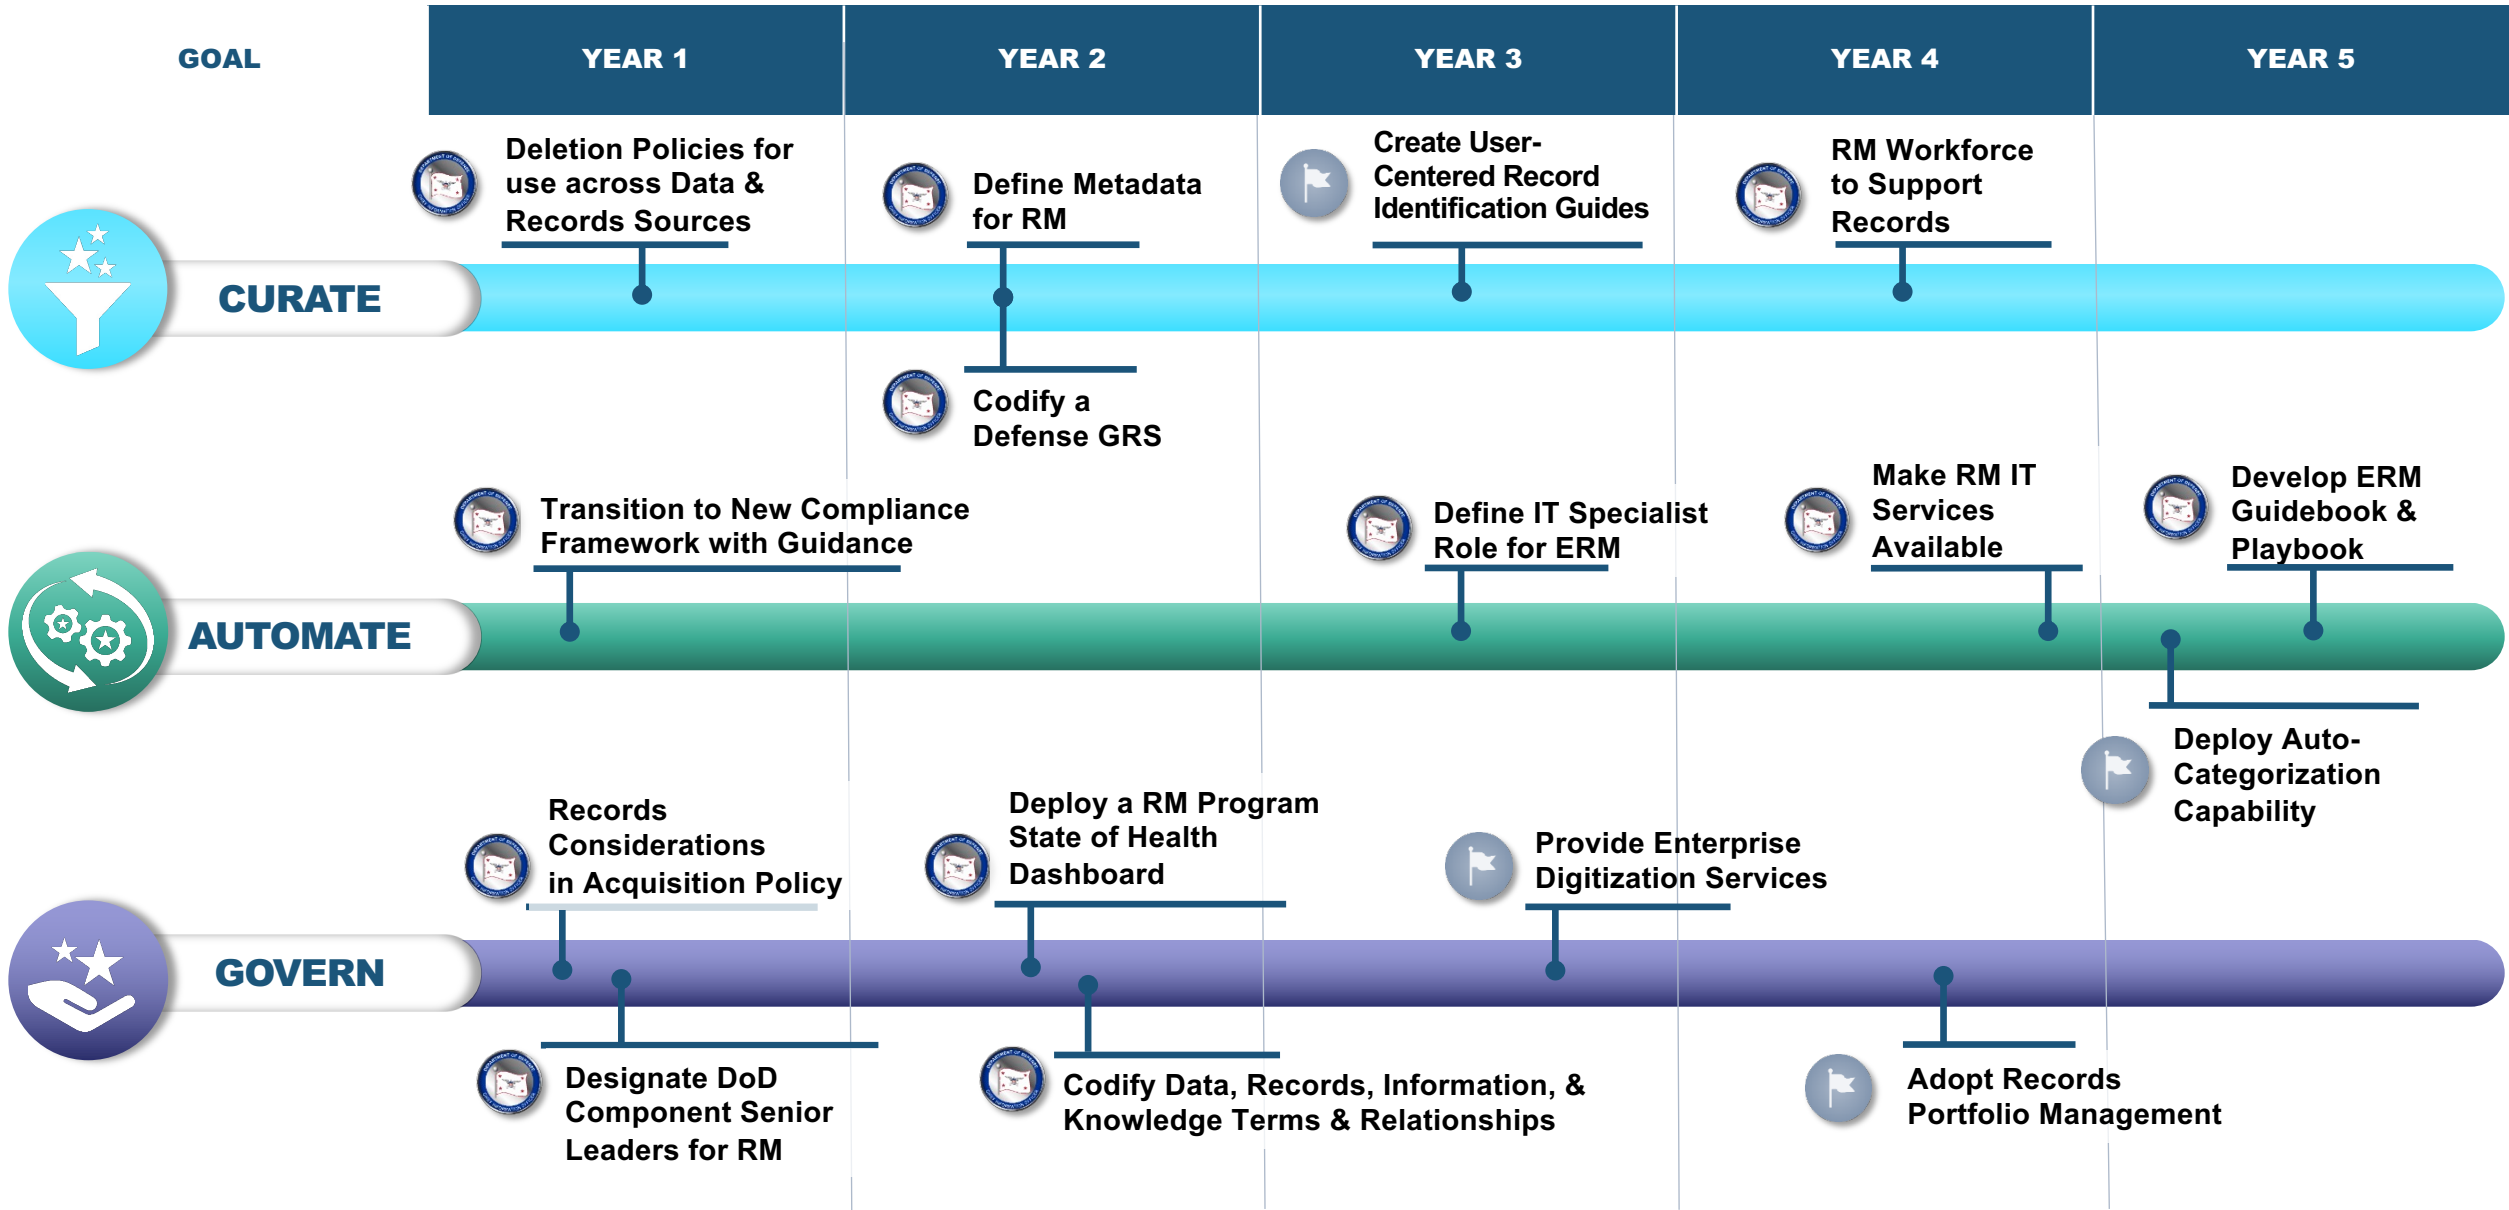 GOAL
YEAR 1
YEAR 2
YEAR 3
YEAR 4
YEAR 5
Deletion Policies for
use across Data &
Records Sources
Define Metadata
for RM
Create User-
Centered Record
Identification Guides
RM Workforce
to Support
Records
CURATE
Codify a
Defense GRS
Transition to New Compliance
Framework with Guidance
Define IT Specialist
Role for ERM
Make RM IT
Services
Available
Develop ERM
Guidebook &
Playbook
AUTOMATE
Deploy Auto-
Categorization
Capability
Records
Considerations
in Acquisition Policy
Deploy a RM Program
State of Health
Dashboard
Provide Enterprise
Digitization Services
GOVERN
Designate DoD
Component Senior
Leaders for RM
Codify Data, Records, Information, &
Knowledge Terms & Relationships
Adopt Records
Portfolio Management